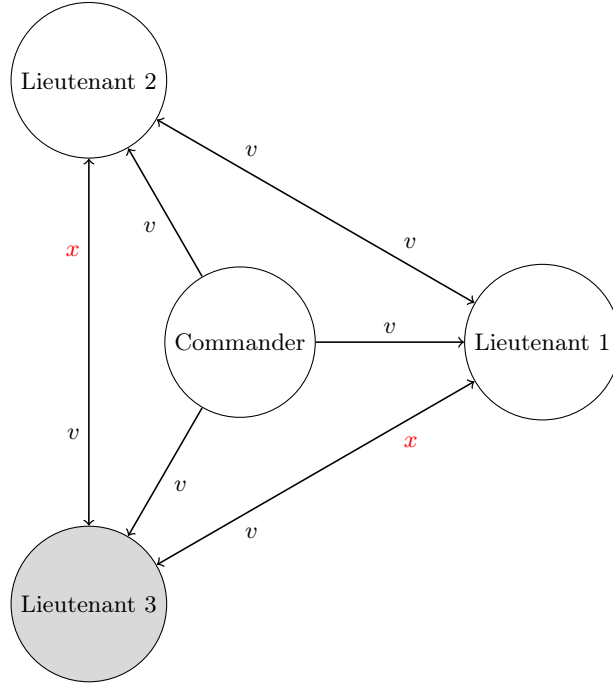 Lieutenant 2
v
v
v
x
v
Commander
Lieutenant 1
x
v
v
v
Lieutenant 3